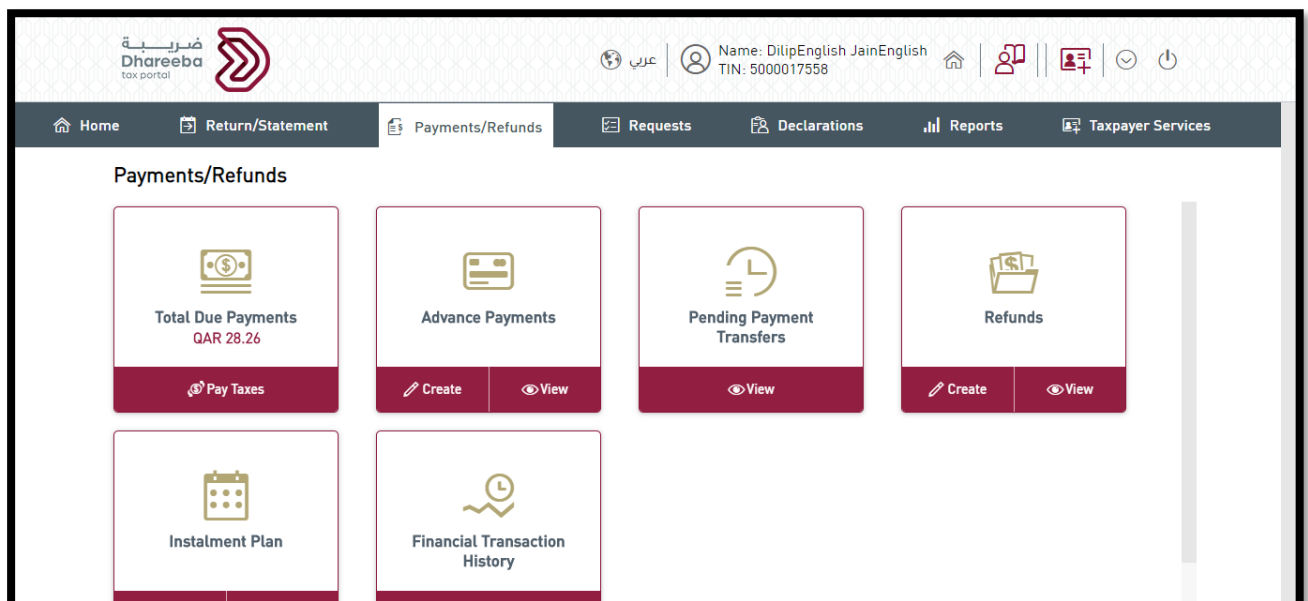 ضريـــبـــة
Dhareeba
tax portal
عربي
Name: DilipEnglish JainEnglish
TIN: 5000017558
Home
Return/Statement
Payments/Refunds
Requests
Declarations
Reports
Taxpayer Services
Payments/Refunds
Total Due Payments
QAR 28.26
Pay Taxes
Advance Payments
Create
View
Pending Payment
Transfers
View
Refunds
Create
View
Instalment Plan
Financial Transaction
History